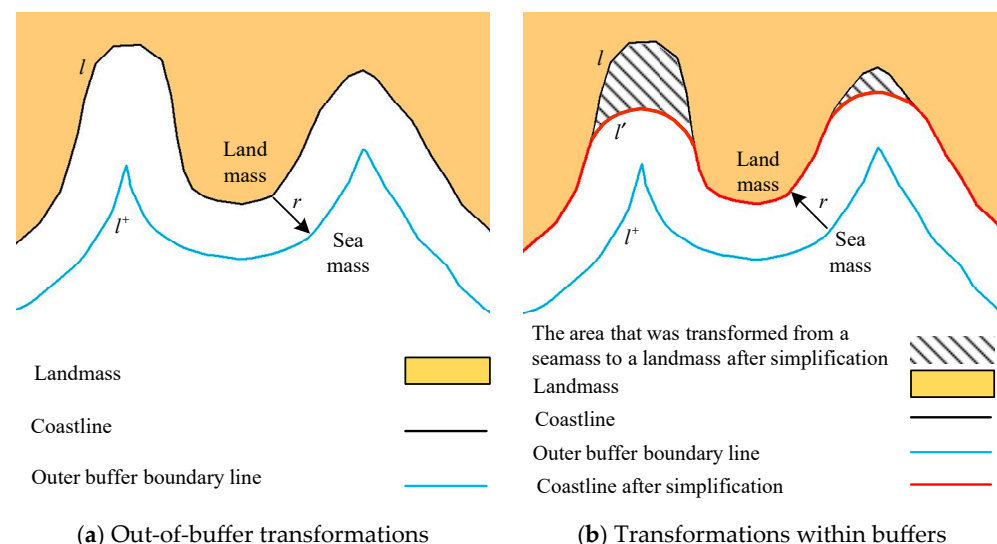 l
l⁺
Land
mass
r
Sea
mass
Landmass
Coastline
Outer buffer boundary line
(a) Out-of-buffer transformations
l
l′
l⁺
Land
mass
r
Sea
mass
The area that was transformed from a
seamass to a landmass after simplification
Landmass
Coastline
Outer buffer boundary line
Coastline after simplification
(b) Transformations within buffers